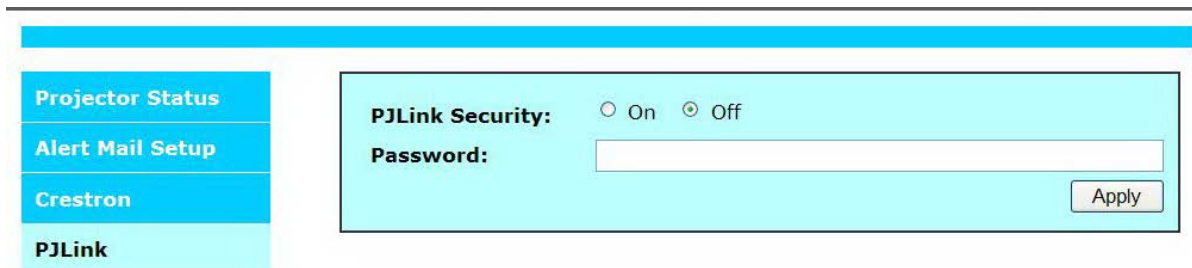 Projector Status
Alert Mail Setup
Crestron
PJLink
PJLink Security: On Off
Password:
Apply